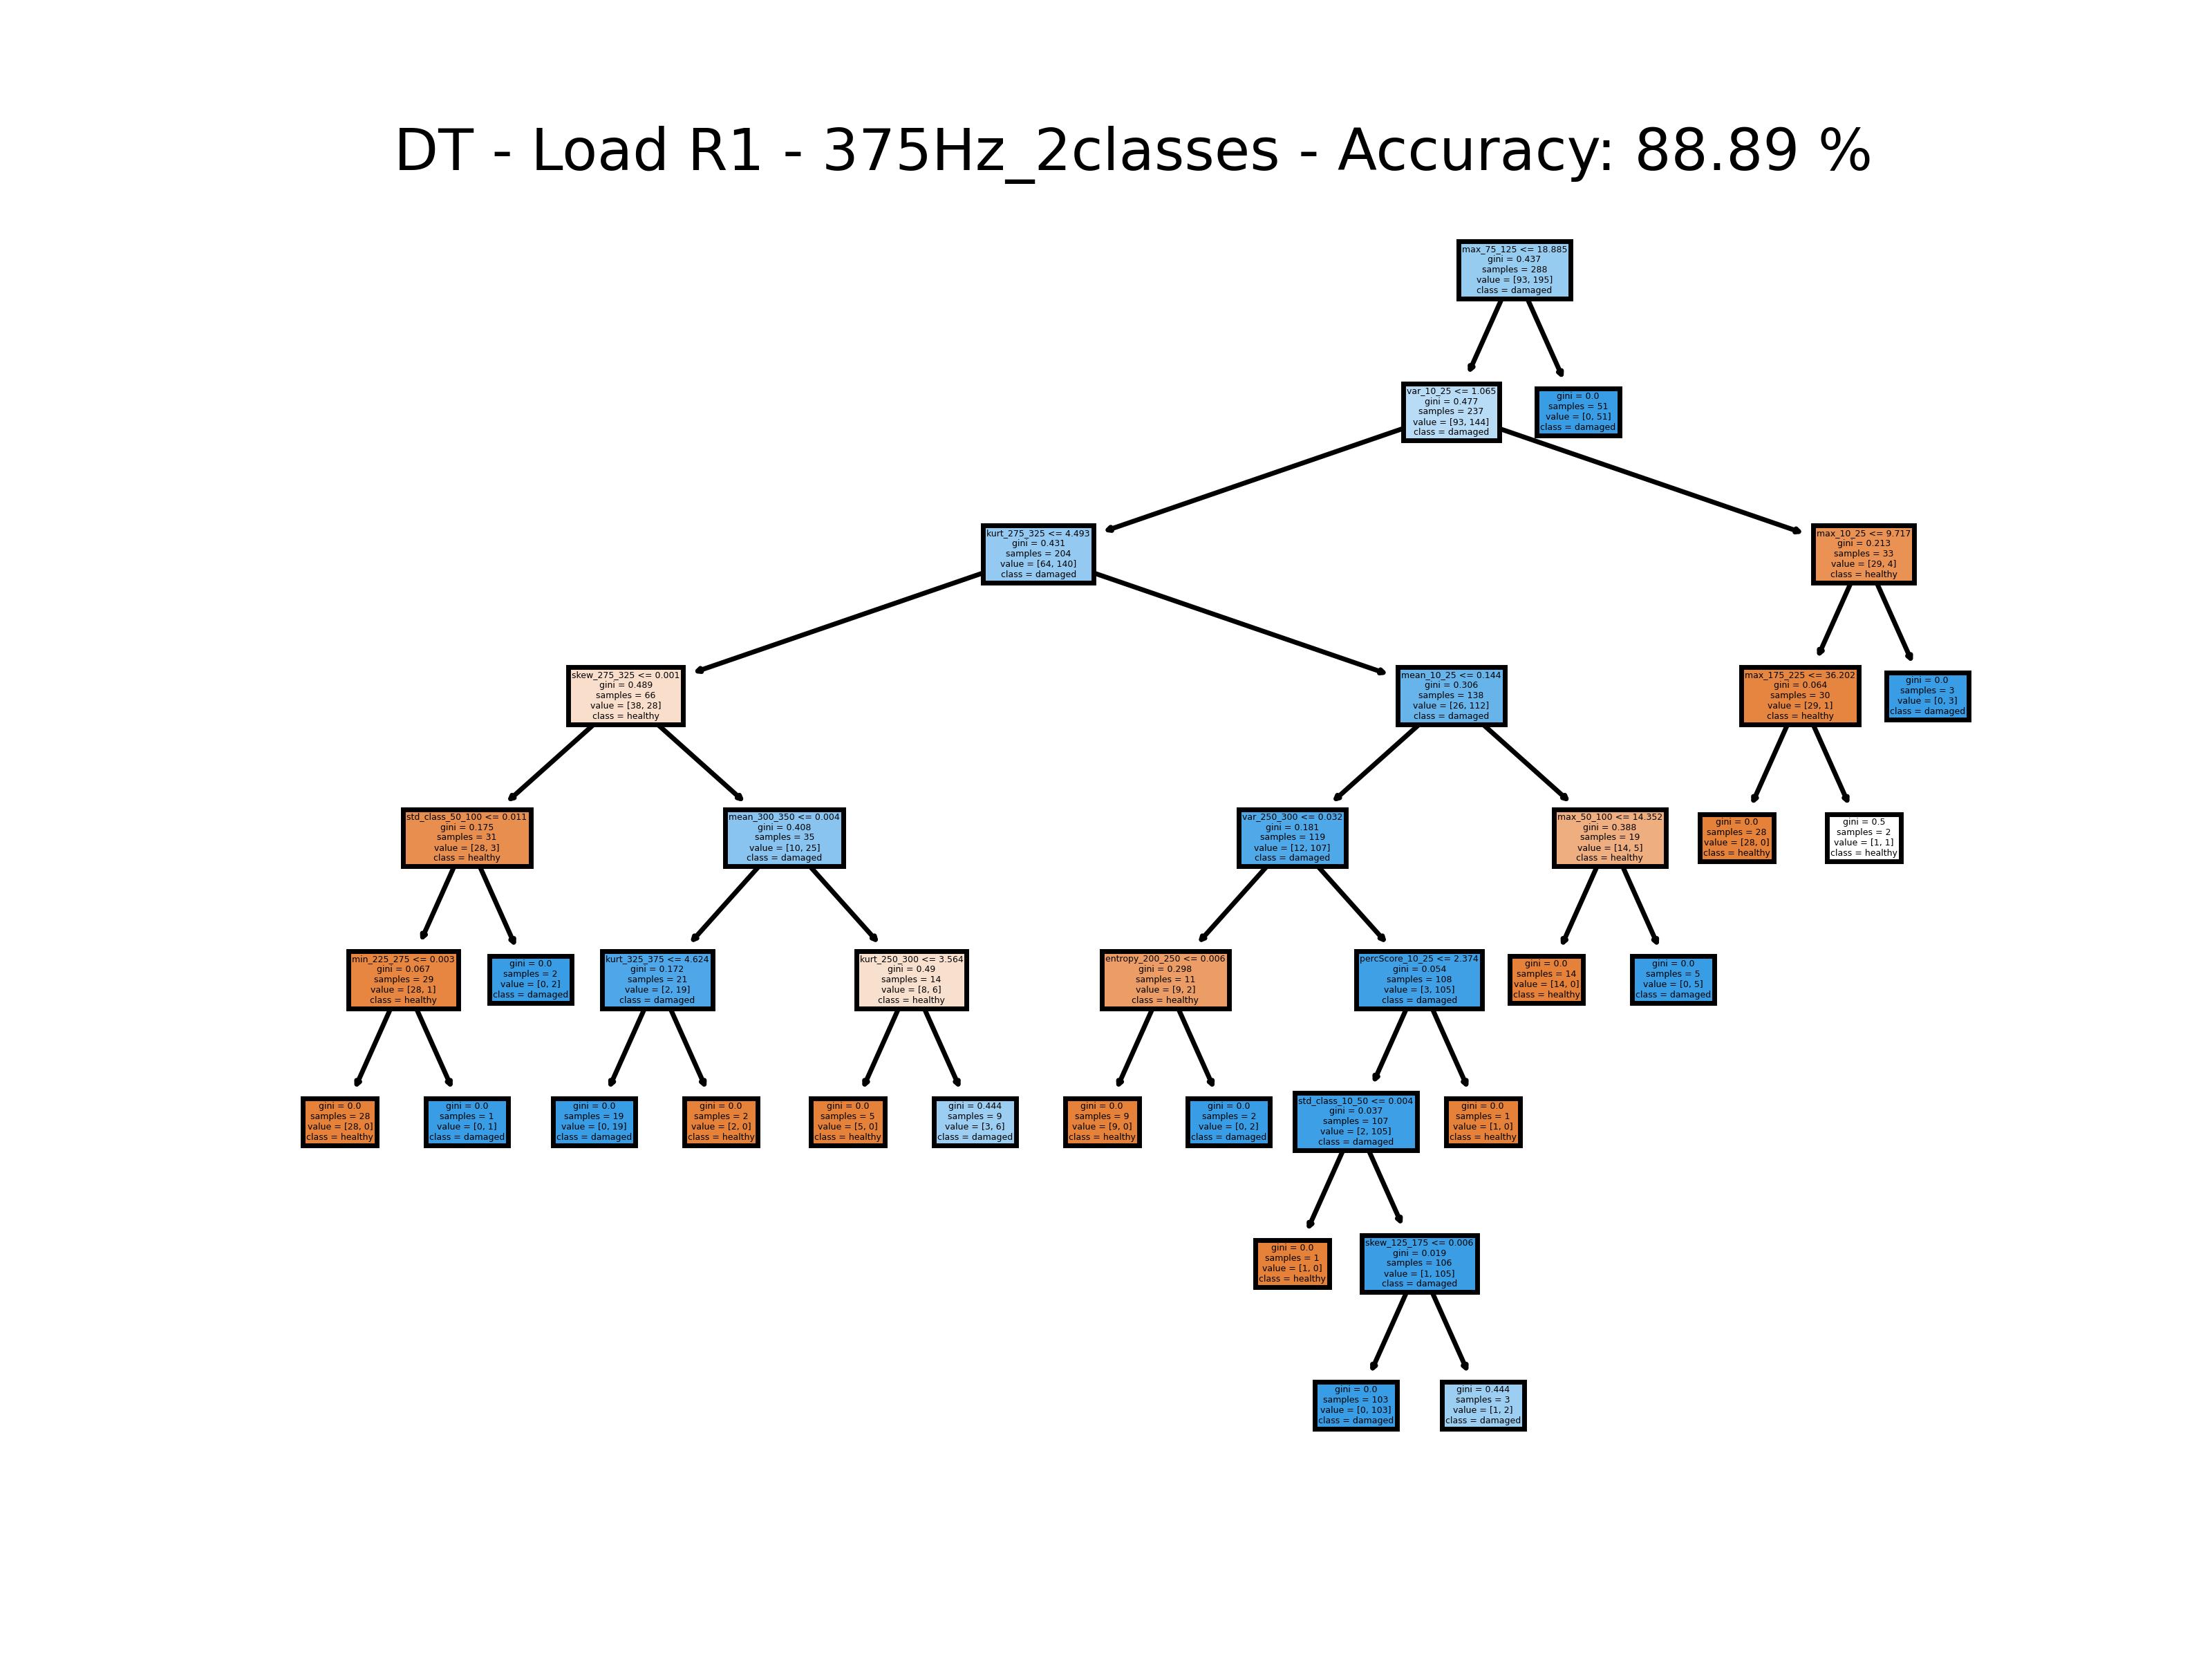 DT - Load R1 - 375Hz_2classes - Accuracy: 88.89 %
max_75_125 <= 18.885
gini = 0.437
samples = 288
value = [93, 195]
class = damaged
var_10_25 <= 1.065
gini = 0.477
samples = 237
value = [93, 144]
class = damaged
gini = 0.0
samples = 51
value = [0, 51]
class = damaged
kurt_275_325 <= 4.493
gini = 0.431
samples = 204
value = [64, 140]
class = damaged
max_10_25 <= 9.717
gini = 0.213
samples = 33
value = [29, 4]
class = healthy
skew_275_325 <= 0.001
gini = 0.489
samples = 66
value = [38, 28]
class = healthy
mean_10_25 <= 0.144
gini = 0.306
samples = 138
value = [26, 112]
class = damaged
max_175_225 <= 36.202
gini = 0.064
samples = 30
value = [29, 1]
class = healthy
gini = 0.0
samples = 3
value = [0, 3]
class = damaged
std_class_50_100 <= 0.011
gini = 0.175
samples = 31
value = [28, 3]
class = healthy
mean_300_350 <= 0.004
gini = 0.408
samples = 35
value = [10, 25]
class = damaged
var_250_300 <= 0.032
gini = 0.181
samples = 119
value = [12, 107]
class = damaged
max_50_100 <= 14.352
gini = 0.388
samples = 19
value = [14, 5]
class = healthy
gini = 0.0
samples = 28
value = [28, 0]
class = healthy
gini = 0.5
samples = 2
value = [1, 1]
class = healthy
min_225_275 <= 0.003
gini = 0.067
samples = 29
value = [28, 1]
class = healthy
gini = 0.0
samples = 2
value = [0, 2]
class = damaged
kurt_325_375 <= 4.624
gini = 0.172
samples = 21
value = [2, 19]
class = damaged
kurt_250_300 <= 3.564
gini = 0.49
samples = 14
value = [8, 6]
class = healthy
entropy_200_250 <= 0.006
gini = 0.298
samples = 11
value = [9, 2]
class = healthy
percScore_10_25 <= 2.374
gini = 0.054
samples = 108
value = [3, 105]
class = damaged
gini = 0.0
samples = 14
value = [14, 0]
class = healthy
gini = 0.0
samples = 5
value = [0, 5]
class = damaged
gini = 0.0
samples = 28
value = [28, 0]
class = healthy
gini = 0.0
samples = 1
value = [0, 1]
class = damaged
gini = 0.0
samples = 19
value = [0, 19]
class = damaged
gini = 0.0
samples = 2
value = [2, 0]
class = healthy
gini = 0.0
samples = 5
value = [5, 0]
class = healthy
gini = 0.444
samples = 9
value = [3, 6]
class = damaged
gini = 0.0
samples = 9
value = [9, 0]
class = healthy
gini = 0.0
samples = 2
value = [0, 2]
class = damaged
std_class_10_50 <= 0.004
gini = 0.037
samples = 107
value = [2, 105]
class = damaged
gini = 0.0
samples = 1
value = [1, 0]
class = healthy
gini = 0.0
samples = 1
value = [1, 0]
class = healthy
skew_125_175 <= 0.006
gini = 0.019
samples = 106
value = [1, 105]
class = damaged
gini = 0.0
samples = 103
value = [0, 103]
class = damaged
gini = 0.444
samples = 3
value = [1, 2]
class = damaged